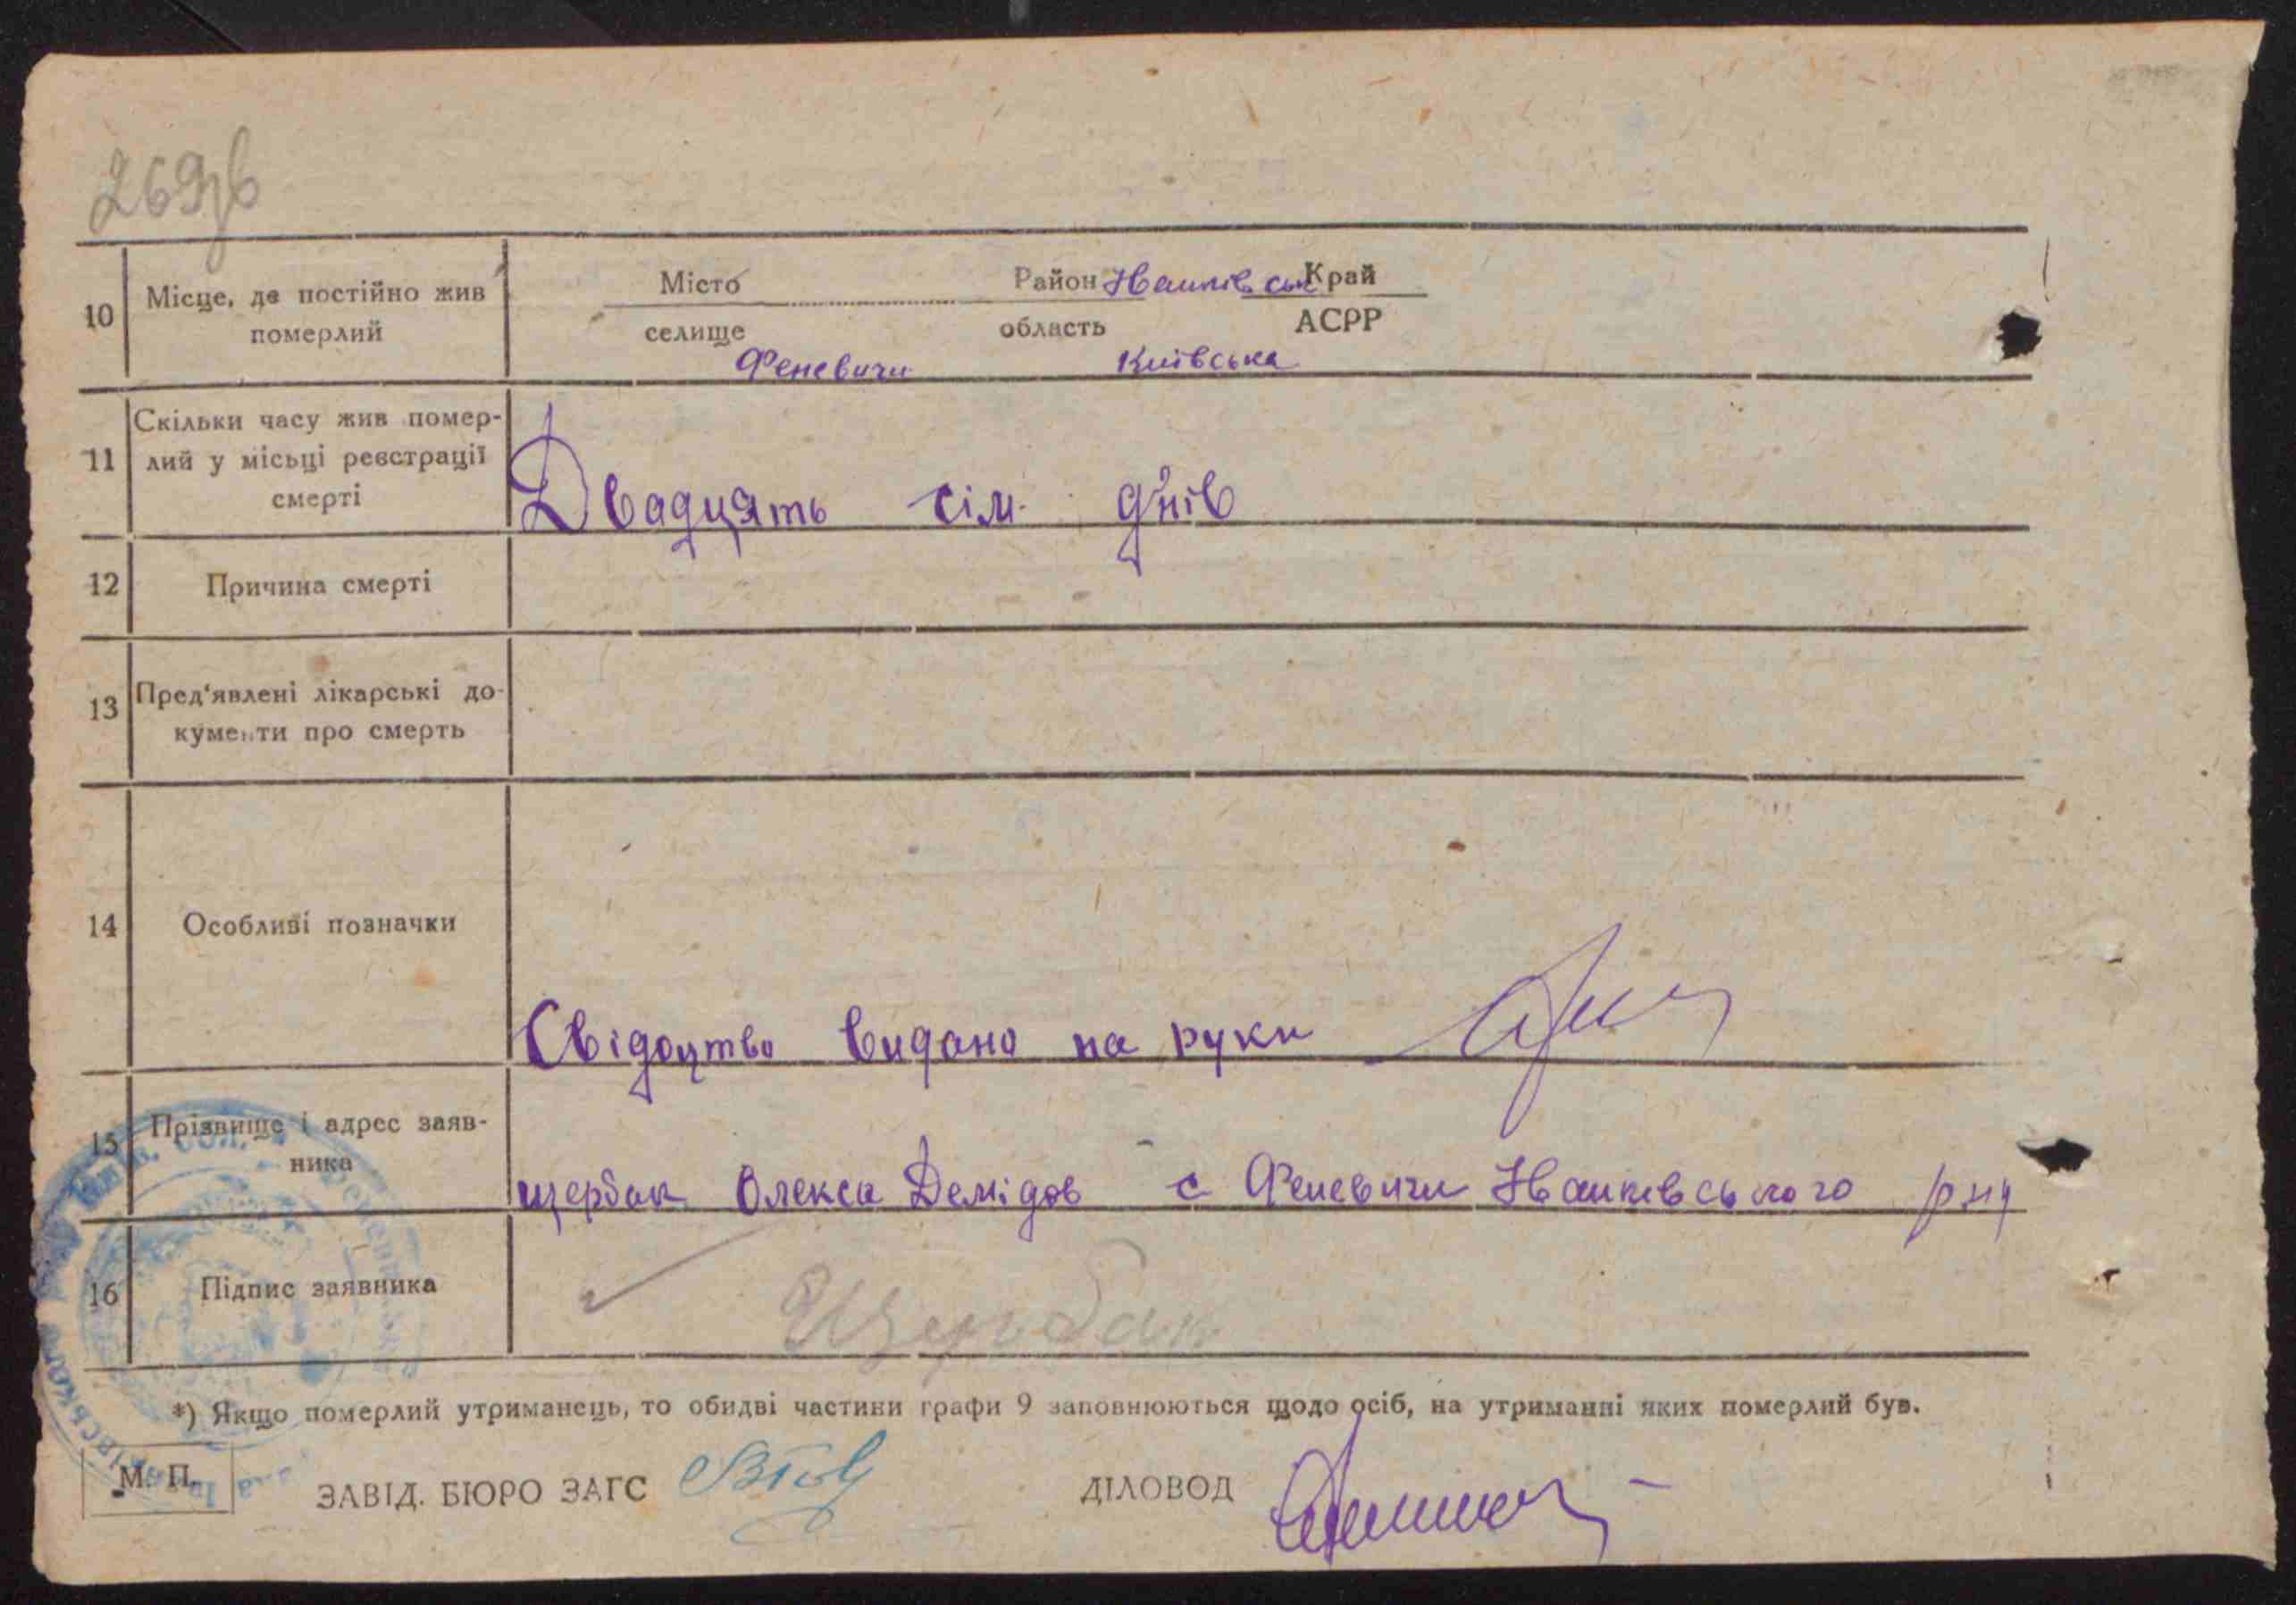 269зв
Місто Район Іванківськ Край
10 Місце, де постійно жив
селище область АСРР
померлий
Феневичи Київська
Скільки часу жив помер-
11 лий у місьці реєстрації
смерті
Двадцять сім днів
12 Причина смерті
Пред'явлені лікарські до-
13
кументи про смерть
14 Особливі позначки
Свідоцтво видано на руки
15 Прізвище і адрес заяв-
ника
щербак Олекса Демідов с Феневичи Іванківського р ну
16 Підпис заявника
Щербак
*) Якщо померлий утриманець, то обидві частини графи 9 заповнюються щодо осіб, на утриманні яких померлий був.
М. П.
ЗАВІД. БЮРО ЗАГС ДІЛОВОД